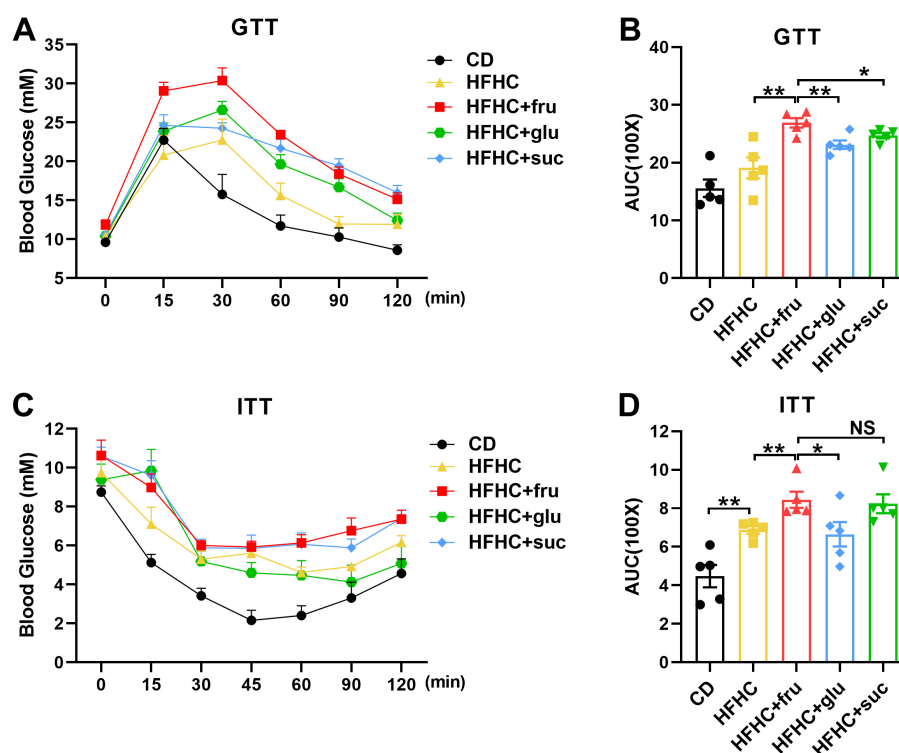 A
GTT
Blood Glucose (mM)
35
30
25
20
15
10
5
0 15 30 60 90 120 (min)
CD
HFHC
HFHC+fru
HFHC+glu
HFHC+suc
B
GTT
AUC(100X)
40
30
20
10
0
** ** *
CD HFHC HFHC+fru HFHC+glu HFHC+suc
C
ITT
Blood Glucose (mM)
12
10
8
6
4
2
0
0 15 30 45 60 90 120 (min)
CD
HFHC
HFHC+fru
HFHC+glu
HFHC+suc
D
ITT
AUC(100X)
12
10
8
6
4
2
0
** ** * NS
CD HFHC HFHC+fru HFHC+glu HFHC+suc